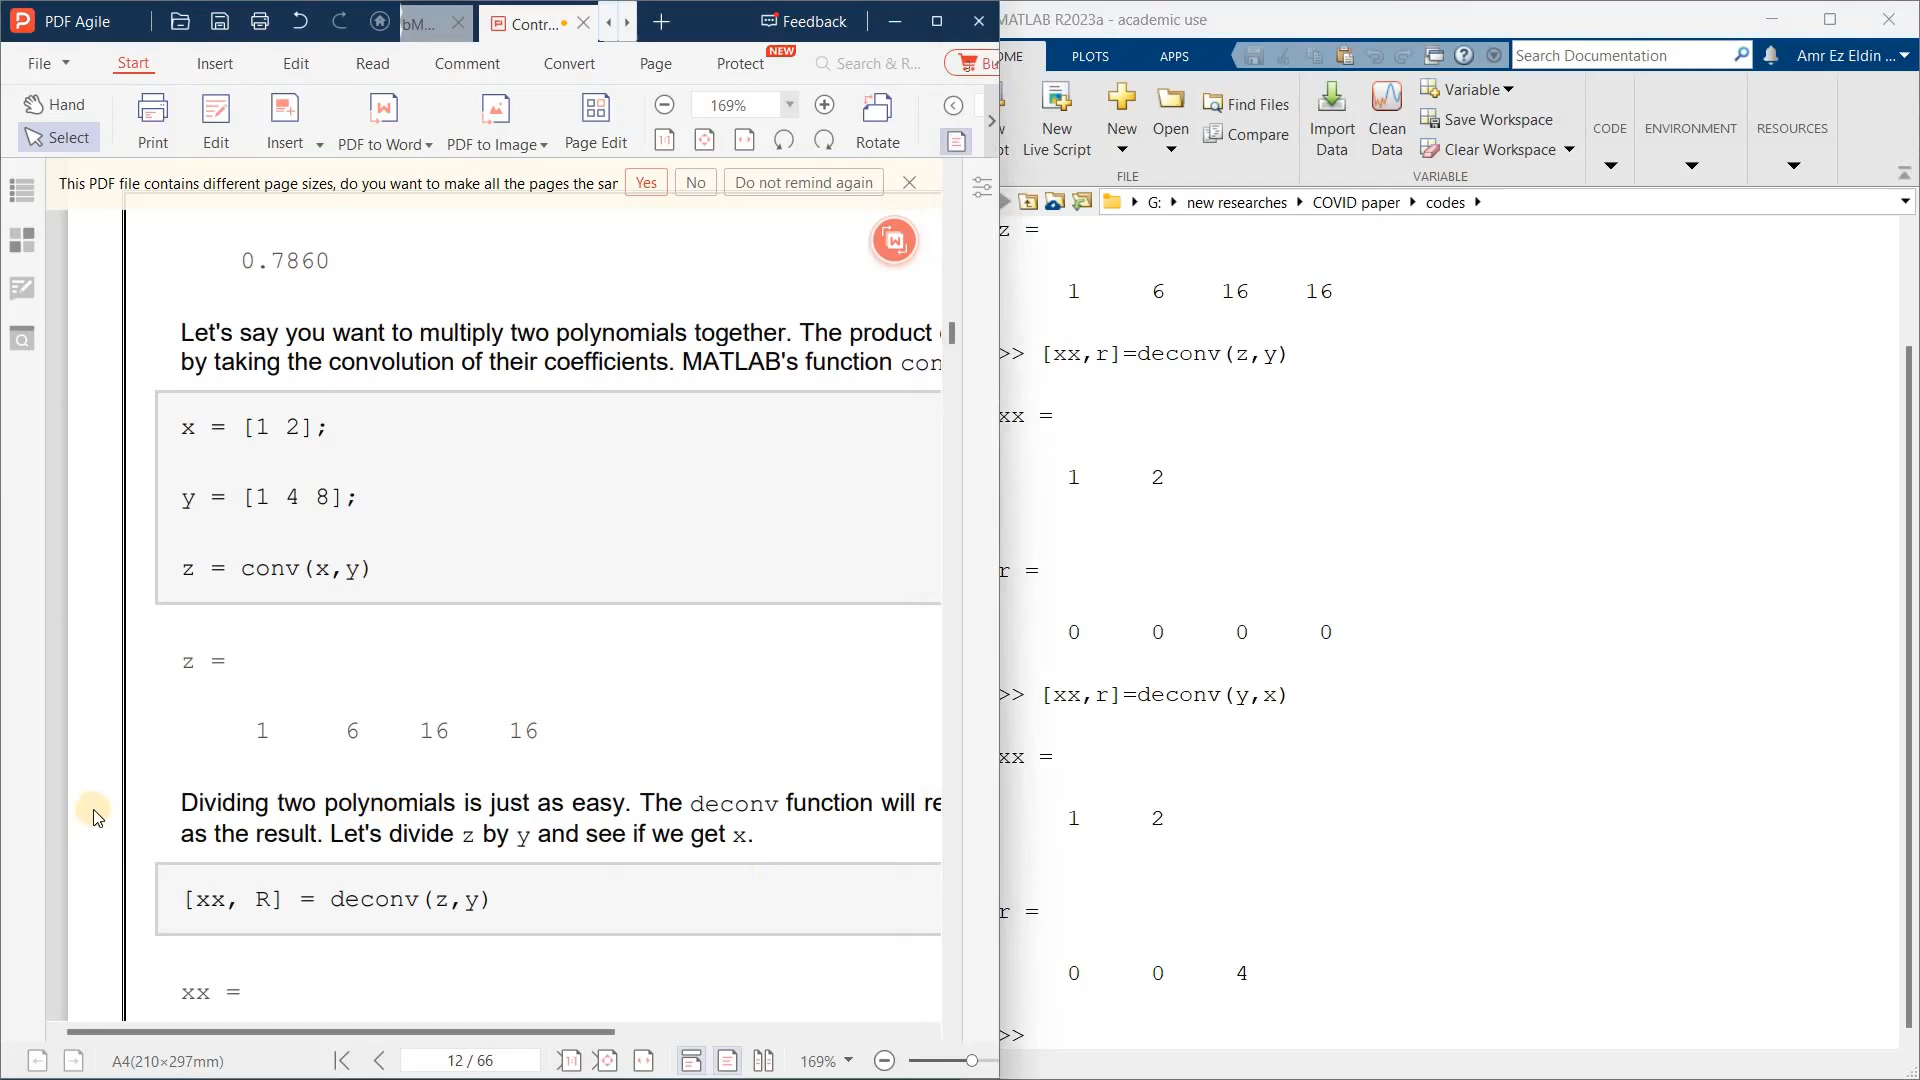 PDF Agile
bM...
Contr...
Feedback
File
Start
Insert
Edit
Read
Comment
Convert
Page
Protect
NEW
Search & R...
Bu
Hand
Select
Print
Edit
Insert
PDF to Word
PDF to Image
Page Edit
169%
Rotate
This PDF file contains different page sizes, do you want to make all the pages the sar
Yes
No
Do not remind again
0.7860
Let's say you want to multiply two polynomials together. The product
by taking the convolution of their coefficients. MATLAB's function con
x = [1 2];
y = [1 4 8];
z = conv(x,y)
z =
1 6 16 16
Dividing two polynomials is just as easy. The deconv function will re
as the result. Let's divide z by y and see if we get x.
[xx, R] = deconv(z,y)
xx =
A4(210×297mm)
12 / 66
169%
MATLAB R2023a - academic use
OME
PLOTS
APPS
Search Documentation
Amr Ez Eldin ...
New
Live Script
New
Open
Find Files
Compare
Import
Data
Clean
Data
Variable
Save Workspace
Clear Workspace
CODE
ENVIRONMENT
RESOURCES
FILE
VARIABLE
G:
new researches
COVID paper
codes
z =
1 6 16 16
>> [xx,r]=deconv(z,y)
xx =
1 2
r =
0 0 0 0
>> [xx,r]=deconv(y,x)
xx =
1 2
r =
0 0 4
>>